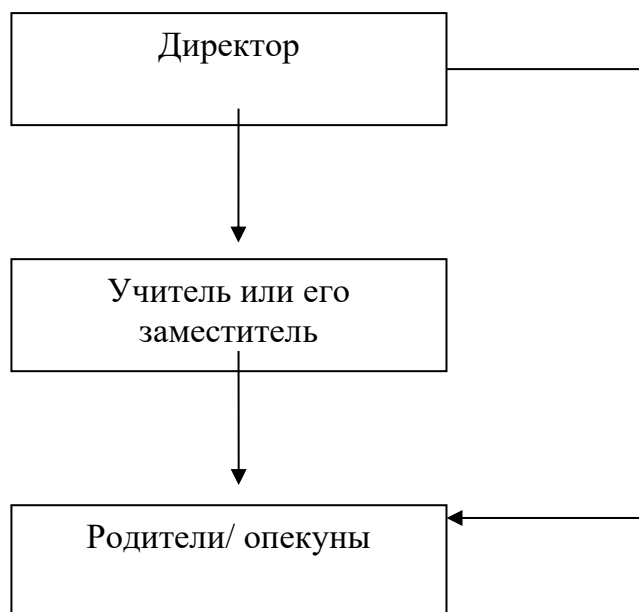 Директор
Учитель или его
заместитель
Родители/ опекуны